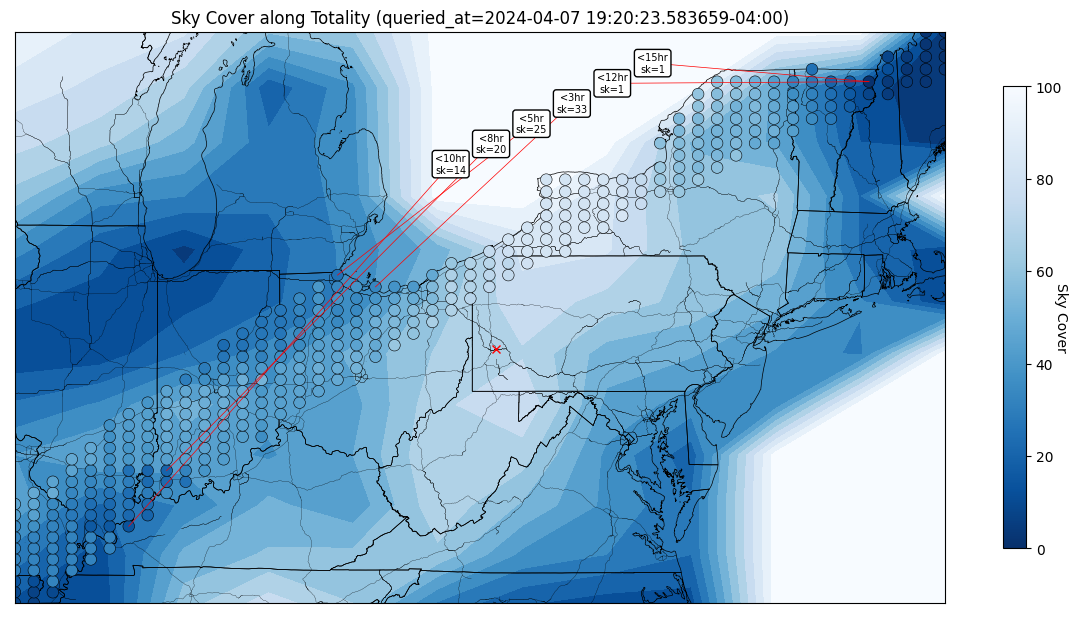 Sky Cover along Totality (queried_at=2024-04-07 19:20:23.583659-04:00)
<15hr
sk=1
<12hr
sk=1
<3hr
sk=33
<5hr
sk=25
<8hr
sk=20
<10hr
sk=14
100
80
60
40
20
0
Sky Cover